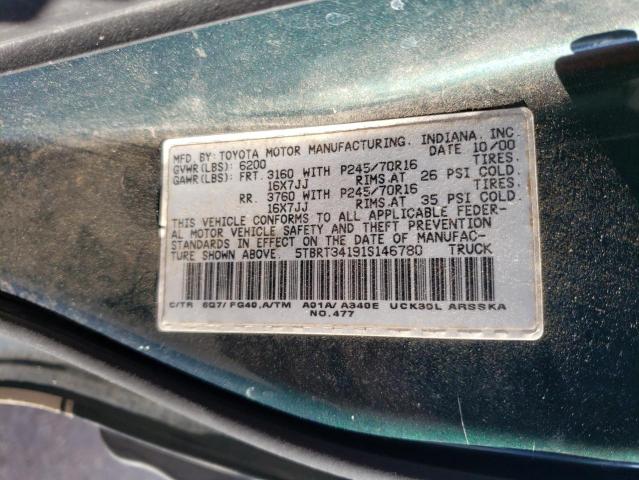 MFD. BY: TOYOTA MOTOR MANUFACTURING, INDIANA, INC.
GVWR(LBS): 6200 DATE 10/00
GAWR(LBS): FRT. 3160 WITH P245/70R16 TIRES.
16X7JJ RIMS.AT 26 PSI COLD.
RR. 3760 WITH P245/70R16 TIRES.
16X7JJ RIMS.AT 35 PSI COLD.
THIS VEHICLE CONFORMS TO ALL APPLICABLE FEDER-
AL MOTOR VEHICLE SAFETY AND THEFT PREVENTION
STANDARDS IN EFFECT ON THE DATE OF MANUFAC-
TURE SHOWN ABOVE. 5TBRT34191S146780 TRUCK
C/TR 6Q7/ FG40,A/TM A01A/ A340E UCK30L ARSSKA
NO.477